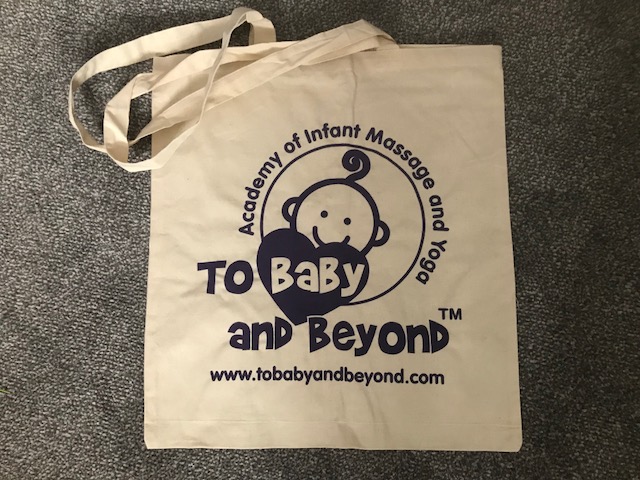 Academy of Infant Massage and Yoga
TO BaBy
and Beyond™
www.tobabyandbeyond.com